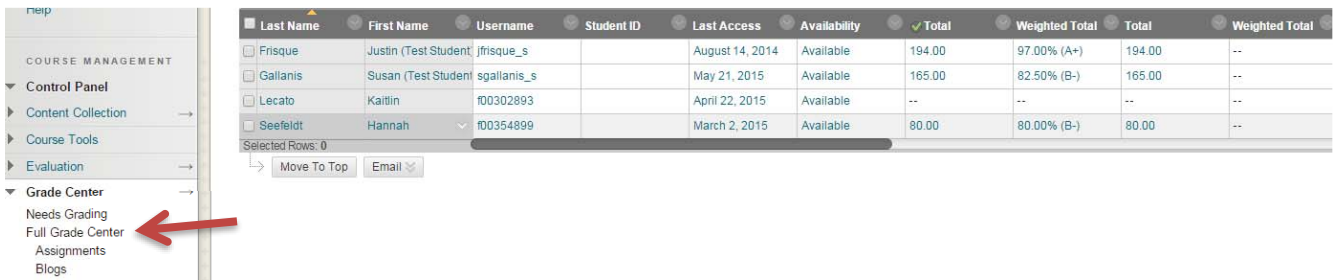 Help
COURSE MANAGEMENT
Control Panel
Content Collection
Course Tools
Evaluation
Grade Center
Needs Grading
Full Grade Center
Assignments
Blogs
Last Name First Name Username Student ID Last Access Availability Total Weighted Total Total Weighted Total
Frisque Justin (Test Student jfrisque_s August 14, 2014 Available 194.00 97.00% (A+) 194.00 --
Gallanis Susan (Test Student sgallanis_s May 21, 2015 Available 165.00 82.50% (B-) 165.00 --
Lecato Kaitlin f00302893 April 22, 2015 Available -- -- -- --
Seefeldt Hannah f00354899 March 2, 2015 Available 80.00 80.00% (B-) 80.00 --
Selected Rows: 0
Move To Top Email